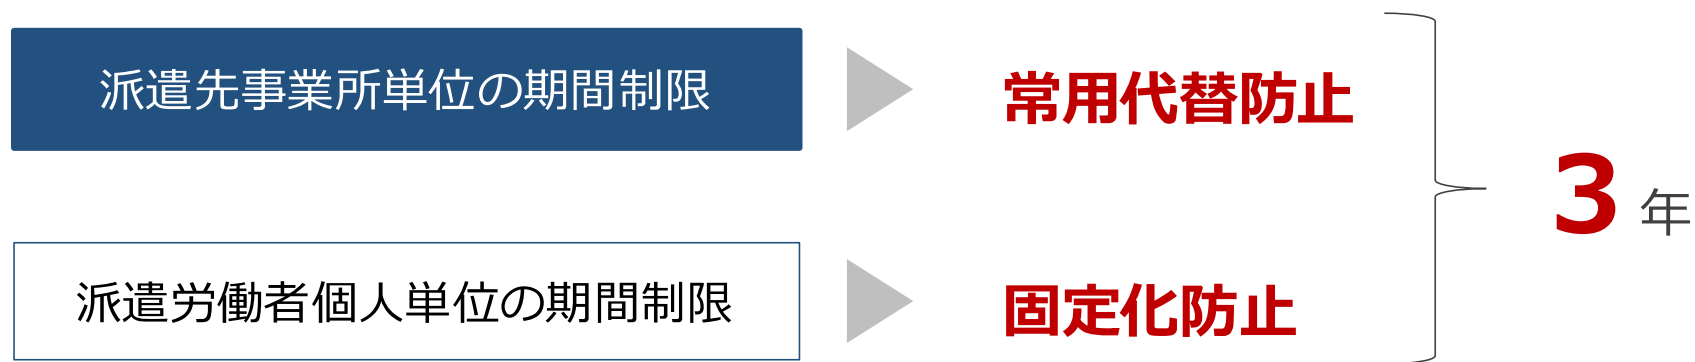 派遣先事業所単位の期間制限
常用代替防止
3 年
派遣労働者個人単位の期間制限
固定化防止